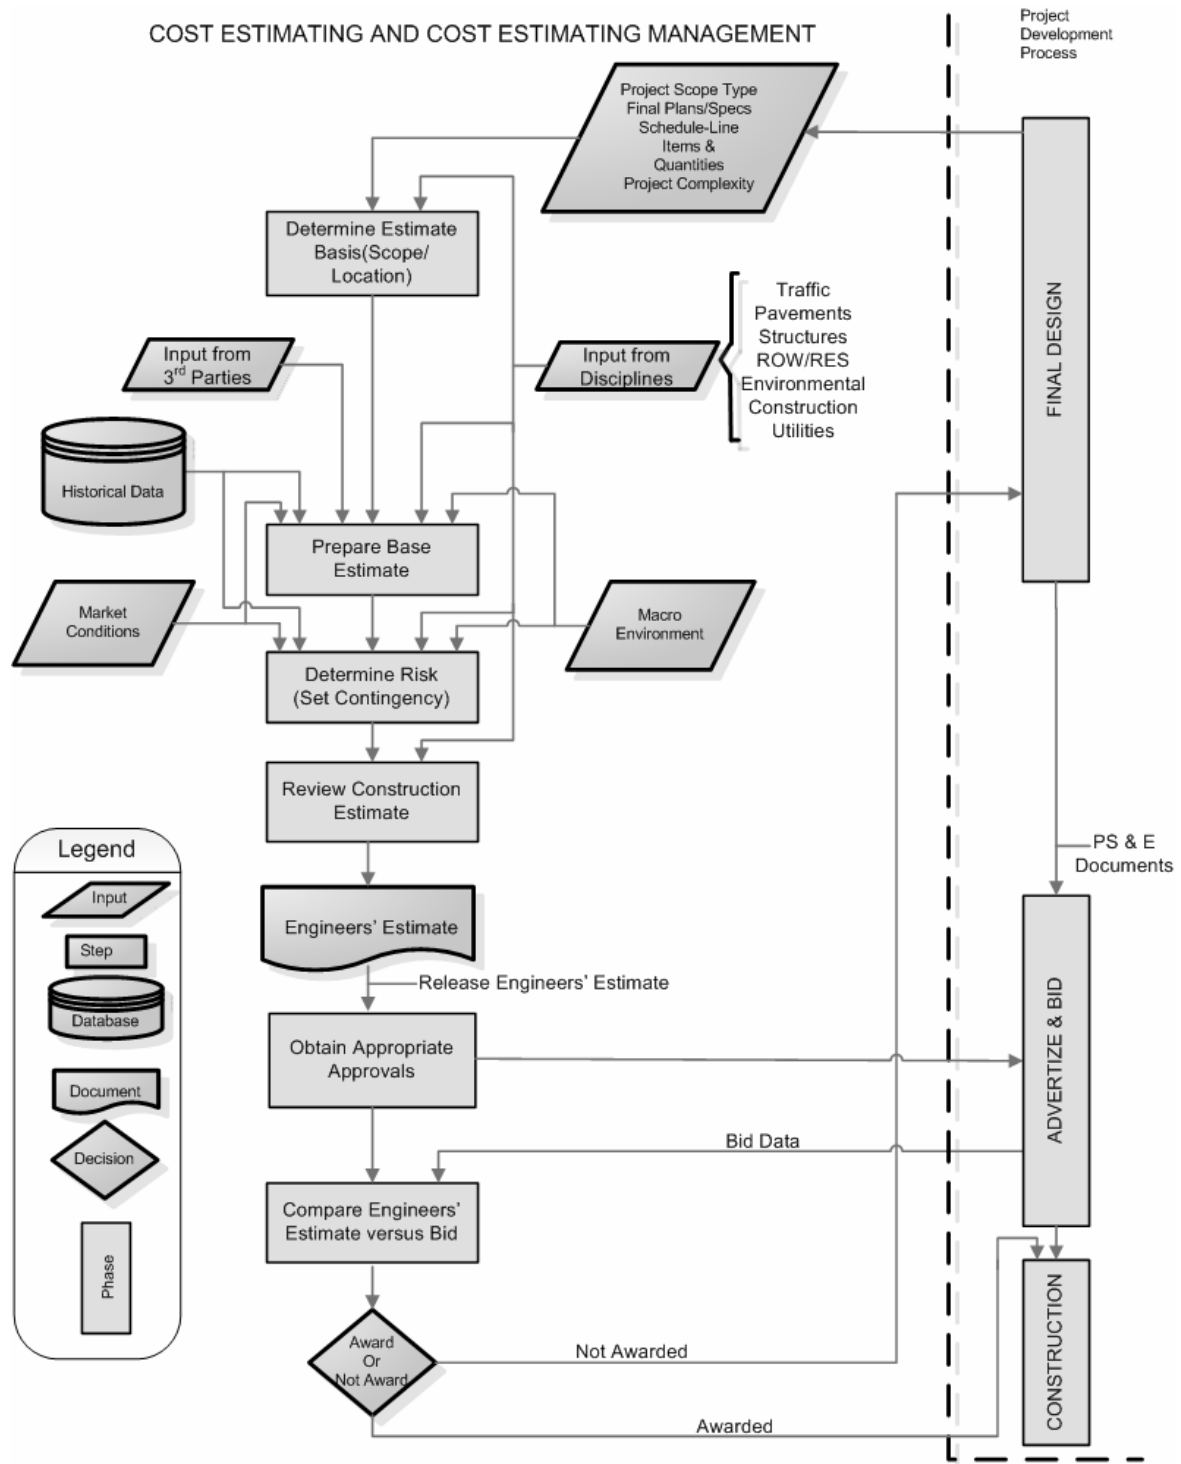 COST ESTIMATING AND COST ESTIMATING MANAGEMENT
Project
Development
Process
Project Scope Type
Final Plans/Specs
Schedule-Line
Items &
Quantities
Project Complexity
Determine Estimate
Basis(Scope/
Location)
FINAL DESIGN
Input from
3rd Parties
Input from
Disciplines
Traffic
Pavements
Structures
ROW/RES
Environmental
Construction
Utilities
Historical Data
Prepare Base
Estimate
Market
Conditions
Macro
Environment
Determine Risk
(Set Contingency)
Review Construction
Estimate
PS & E
Documents
Engineers' Estimate
Release Engineers' Estimate
Obtain Appropriate
Approvals
ADVERTIZE & BID
Bid Data
Compare Engineers'
Estimate versus Bid
Award
Or
Not Award
Not Awarded
Awarded
CONSTRUCTION
Legend
Input
Step
Database
Document
Decision
Phase